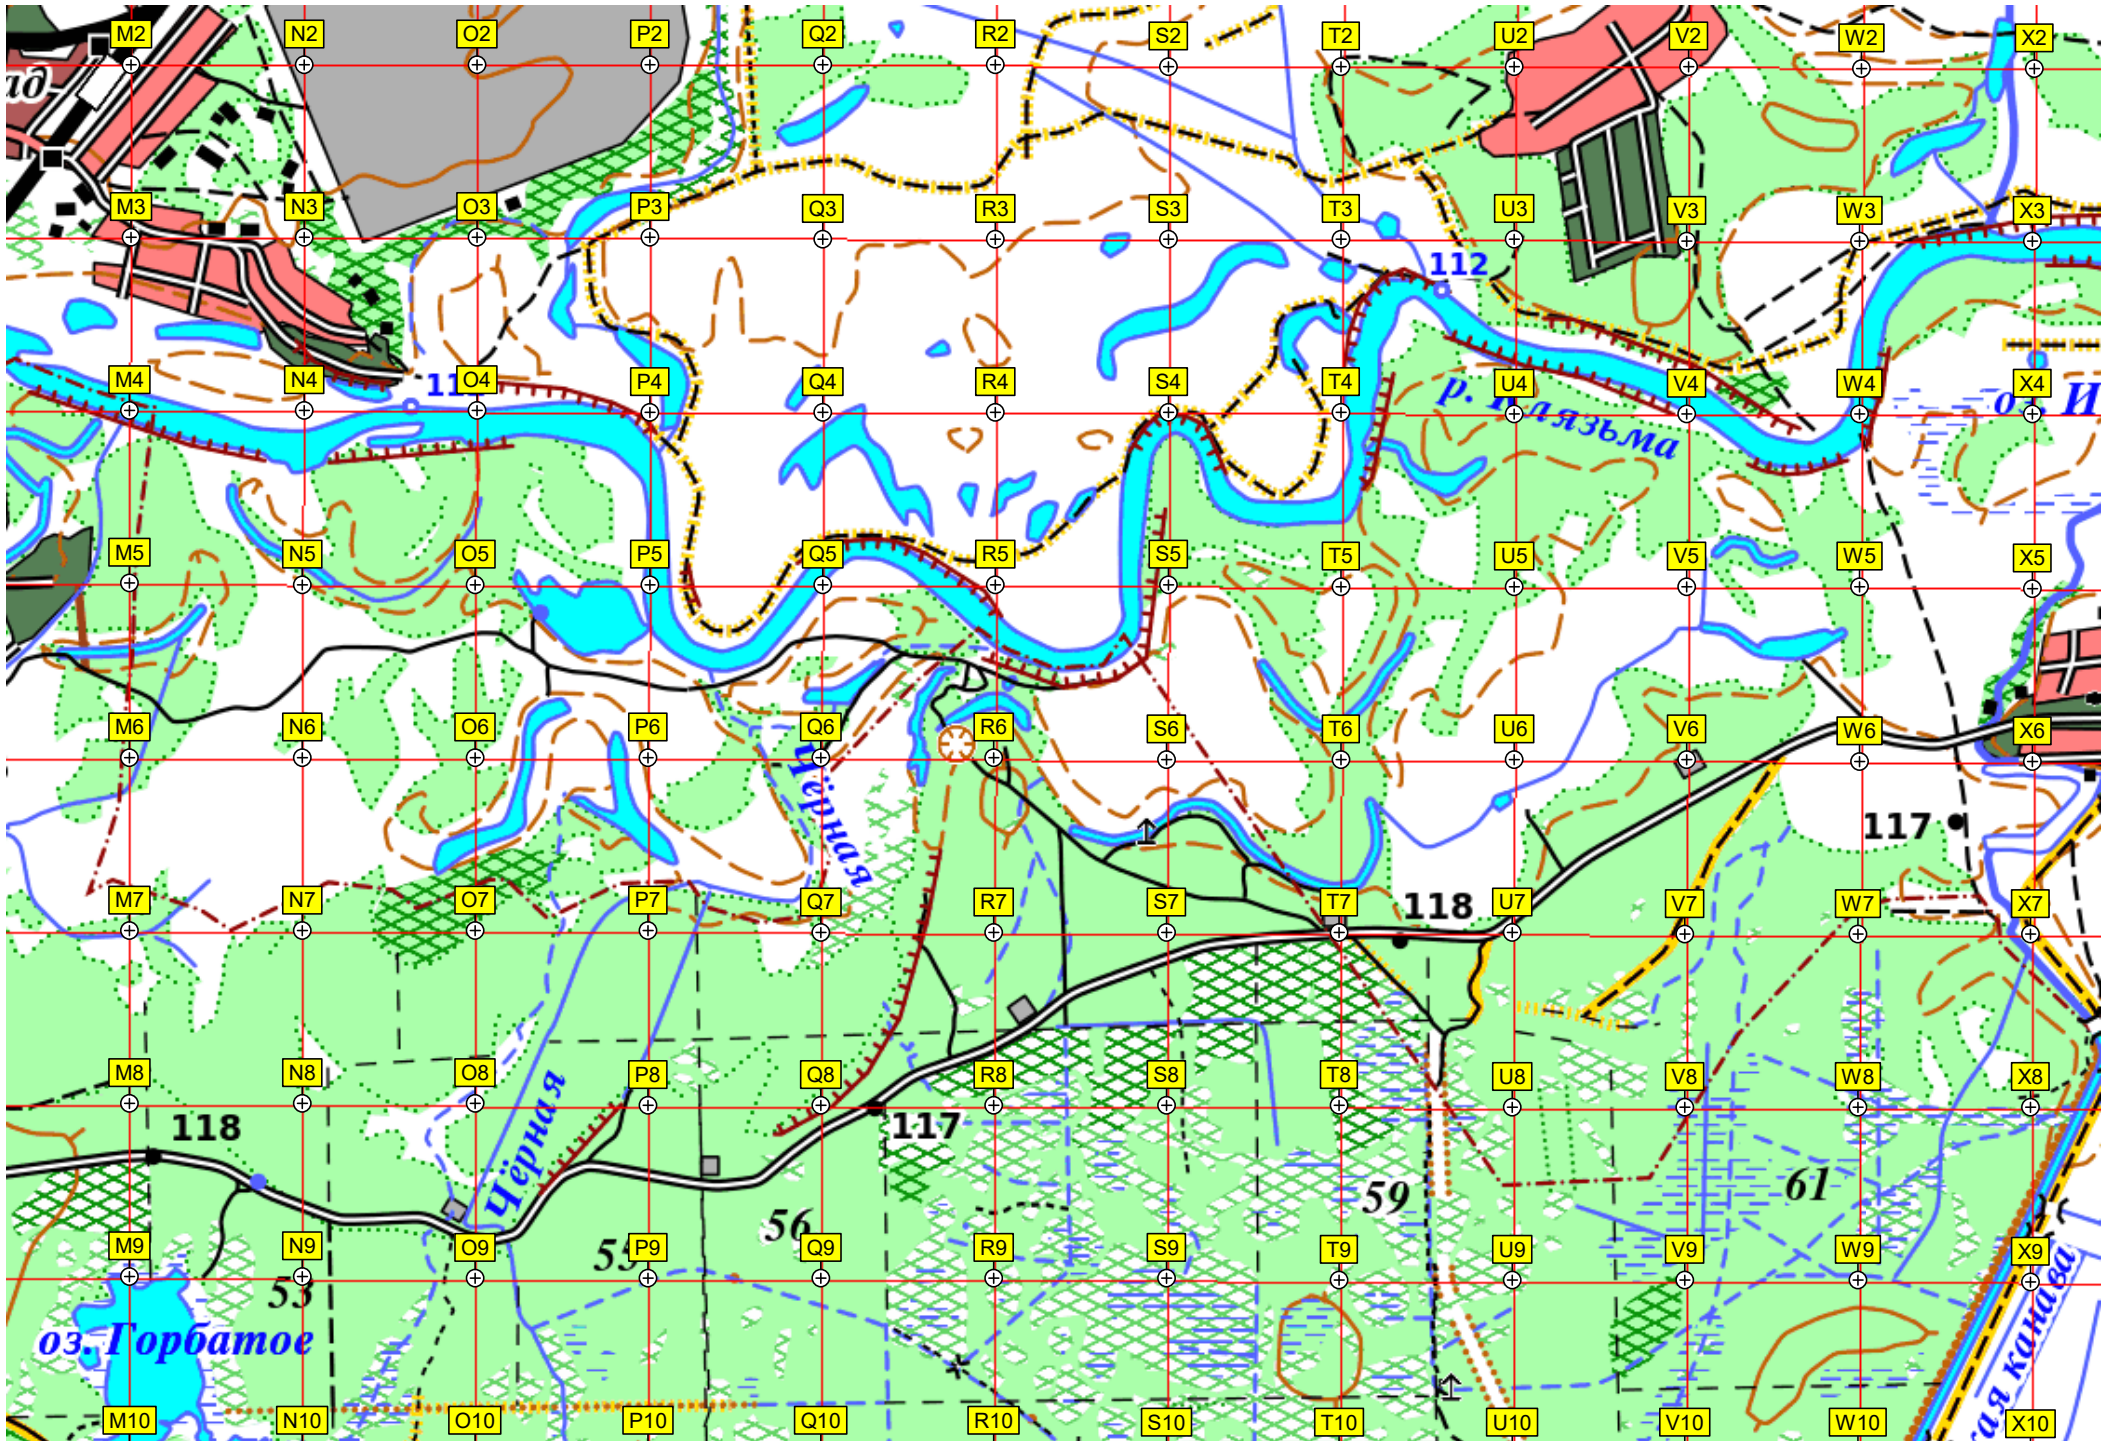 M2 N2 O2 P2 Q2 R2 S2 T2 U2 V2 W2 X2
ад
M3 N3 O3 P3 Q3 R3 S3 T3 U3 V3 W3 X3
112
M4 N4 O4 P4 Q4 R4 S4 T4 U4 V4 W4 X4
р. Клязьма
оз. И
M5 N5 O5 P5 Q5 R5 S5 T5 U5 V5 W5 X5
M6 N6 O6 P6 Q6 R6 S6 T6 U6 V6 W6 X6
Чёрная
117
M7 N7 O7 P7 Q7 R7 S7 T7 U7 V7 W7 X7
118
M8 N8 O8 P8 Q8 R8 S8 T8 U8 V8 W8 X8
118
117
Чёрная
59
61
56
55
M9 N9 O9 P9 Q9 R9 S9 T9 U9 V9 W9 X9
53
оз. Горбатое
кая канава
M10 N10 O10 P10 Q10 R10 S10 T10 U10 V10 W10 X10